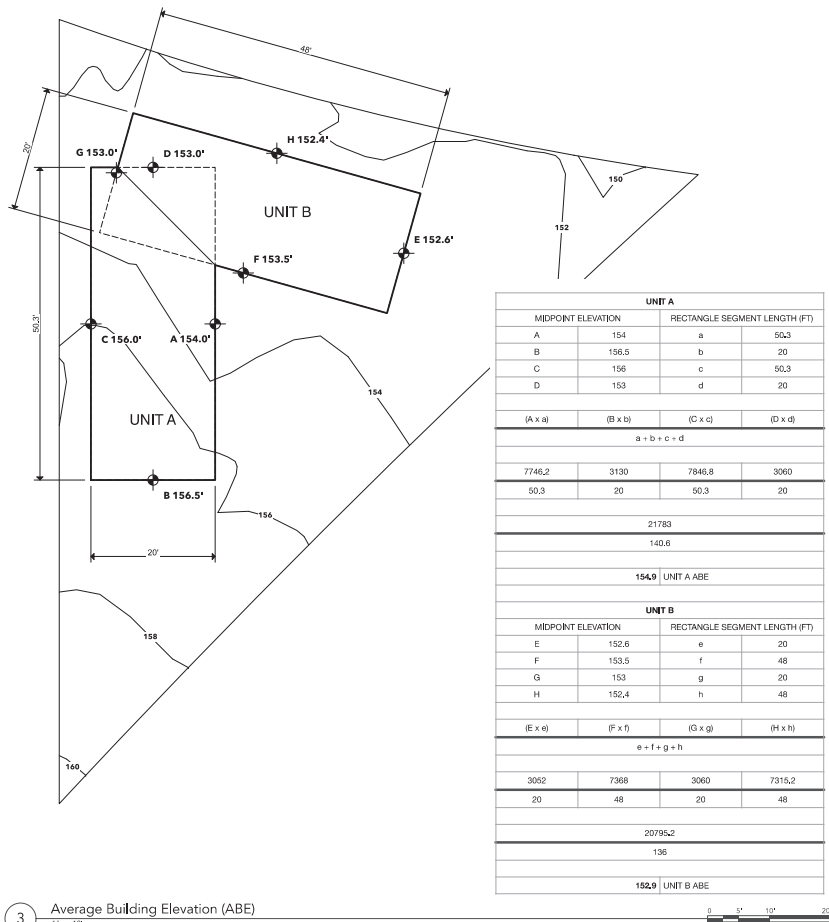 48'
20'
G 153.0'
D 153.0'
H 152.4'
150
UNIT B
152
E 152.6'
F 153.5'
50.3'
C 156.0'
A 154.0'
154
UNIT A
B 156.5'
156
20'
158
160
UNIT A
MIDPOINT ELEVATION RECTANGLE SEGMENT LENGTH (FT)
A 154 a 50.3
B 156.5 b 20
C 156 c 50.3
D 153 d 20
(A x a) (B x b) (C x c) (D x d)
a + b + c + d
7746.2 3130 7846.8 3060
50.3 20 50.3 20
21783
140.6
154.9 UNIT A ABE
UNIT B
MIDPOINT ELEVATION RECTANGLE SEGMENT LENGTH (FT)
E 152.6 e 20
F 153.5 f 48
G 153 g 20
H 152.4 h 48
(E x e) (F x f) (G x g) (H x h)
e + f + g + h
3052 7368 3060 7315.2
20 48 20 48
20795.2
136
152.9 UNIT B ABE
3 Average Building Elevation (ABE)
0 5' 10' 20